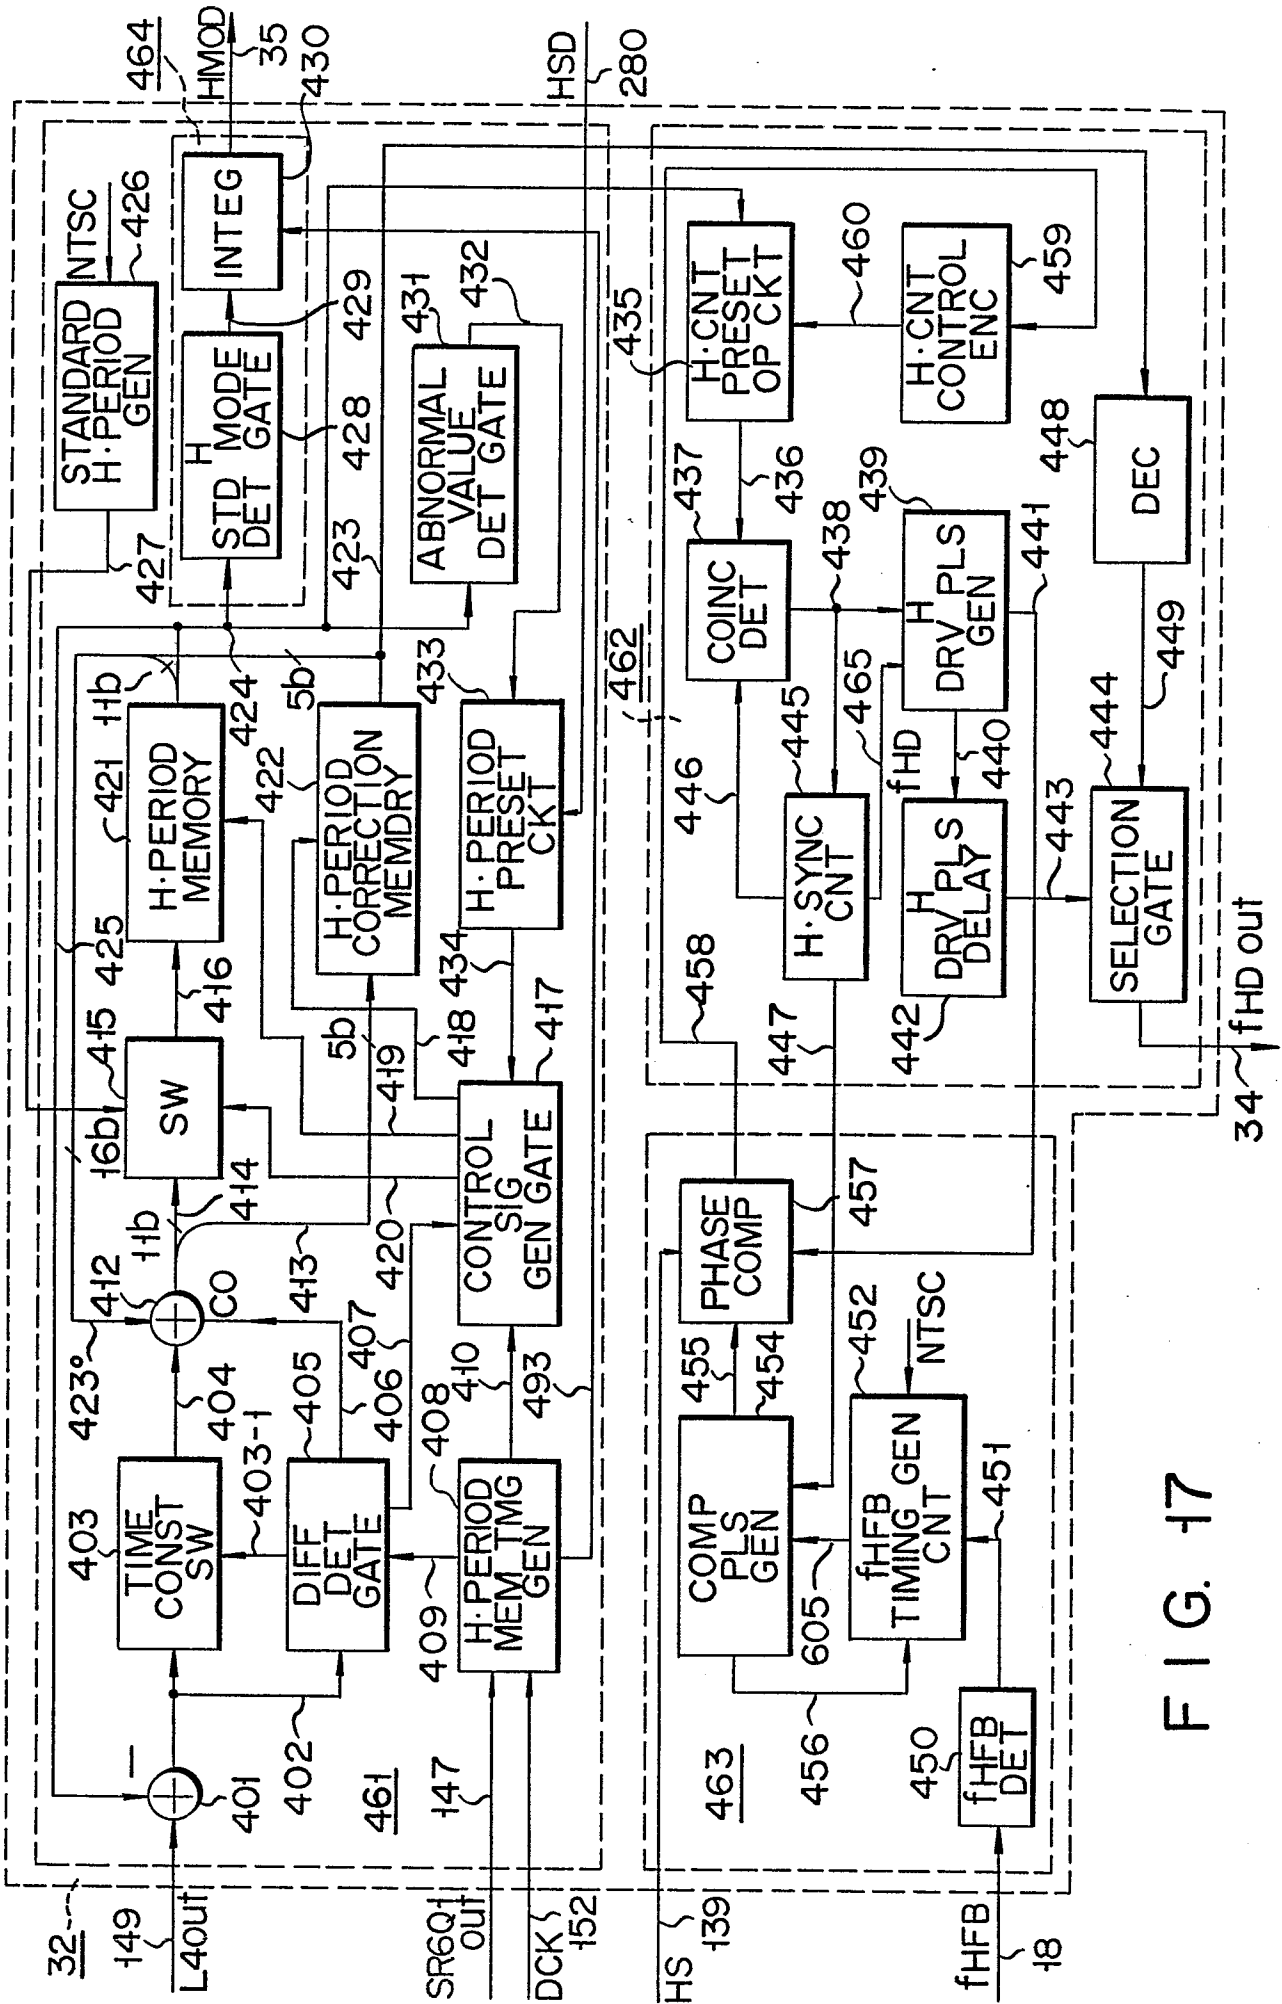 32
149
L4out
401
402
461
147
SR6Q1
out
DCK
152
423°
412
CO
403
TIME
CONST
SW
404
403-1
405
DIFF
DET
GATE
406
407
409
408
H·PERIOD
MEM TMG
GEN
410
493
11b
414
413
16b
415
SW
416
425
420
419
418
5b
417
CONTROL
SIG
GEN GATE
421
H·PERIOD
MEMORY
11b
424
422
H·PERIOD
CORRECTION
MEMDRY
5b
423
433
H·PERIOD
PRESET
CKT
434
427
STANDARD
H·PERIOD
GEN
NTSC
426
H
STD MODE
DET GATE
428
429
INTEG
430
464
HMOD
35
ABNORMAL
VALUE
DET GATE
431
432
HSD
280
HS
139
fHFB
18
463
450
fHFB
DET
451
452
NTSC
fHFB
TIMING GEN
CNT
605
456
COMP
PLS
GEN
454
455
PHASE
COMP
457
458
447
462
446
445
H·SYNC
CNT
465
fHD
437
COINC
DET
436
438
435
H·CNT
PRESET
OP CKT
460
H·CNT
CONTROL
ENC
459
439
H
DRV PLS
GEN
440
441
442
H
DRV PLS
DELAY
443
444
SELECTION
GATE
449
448
DEC
34
fHD out
FIG. 17